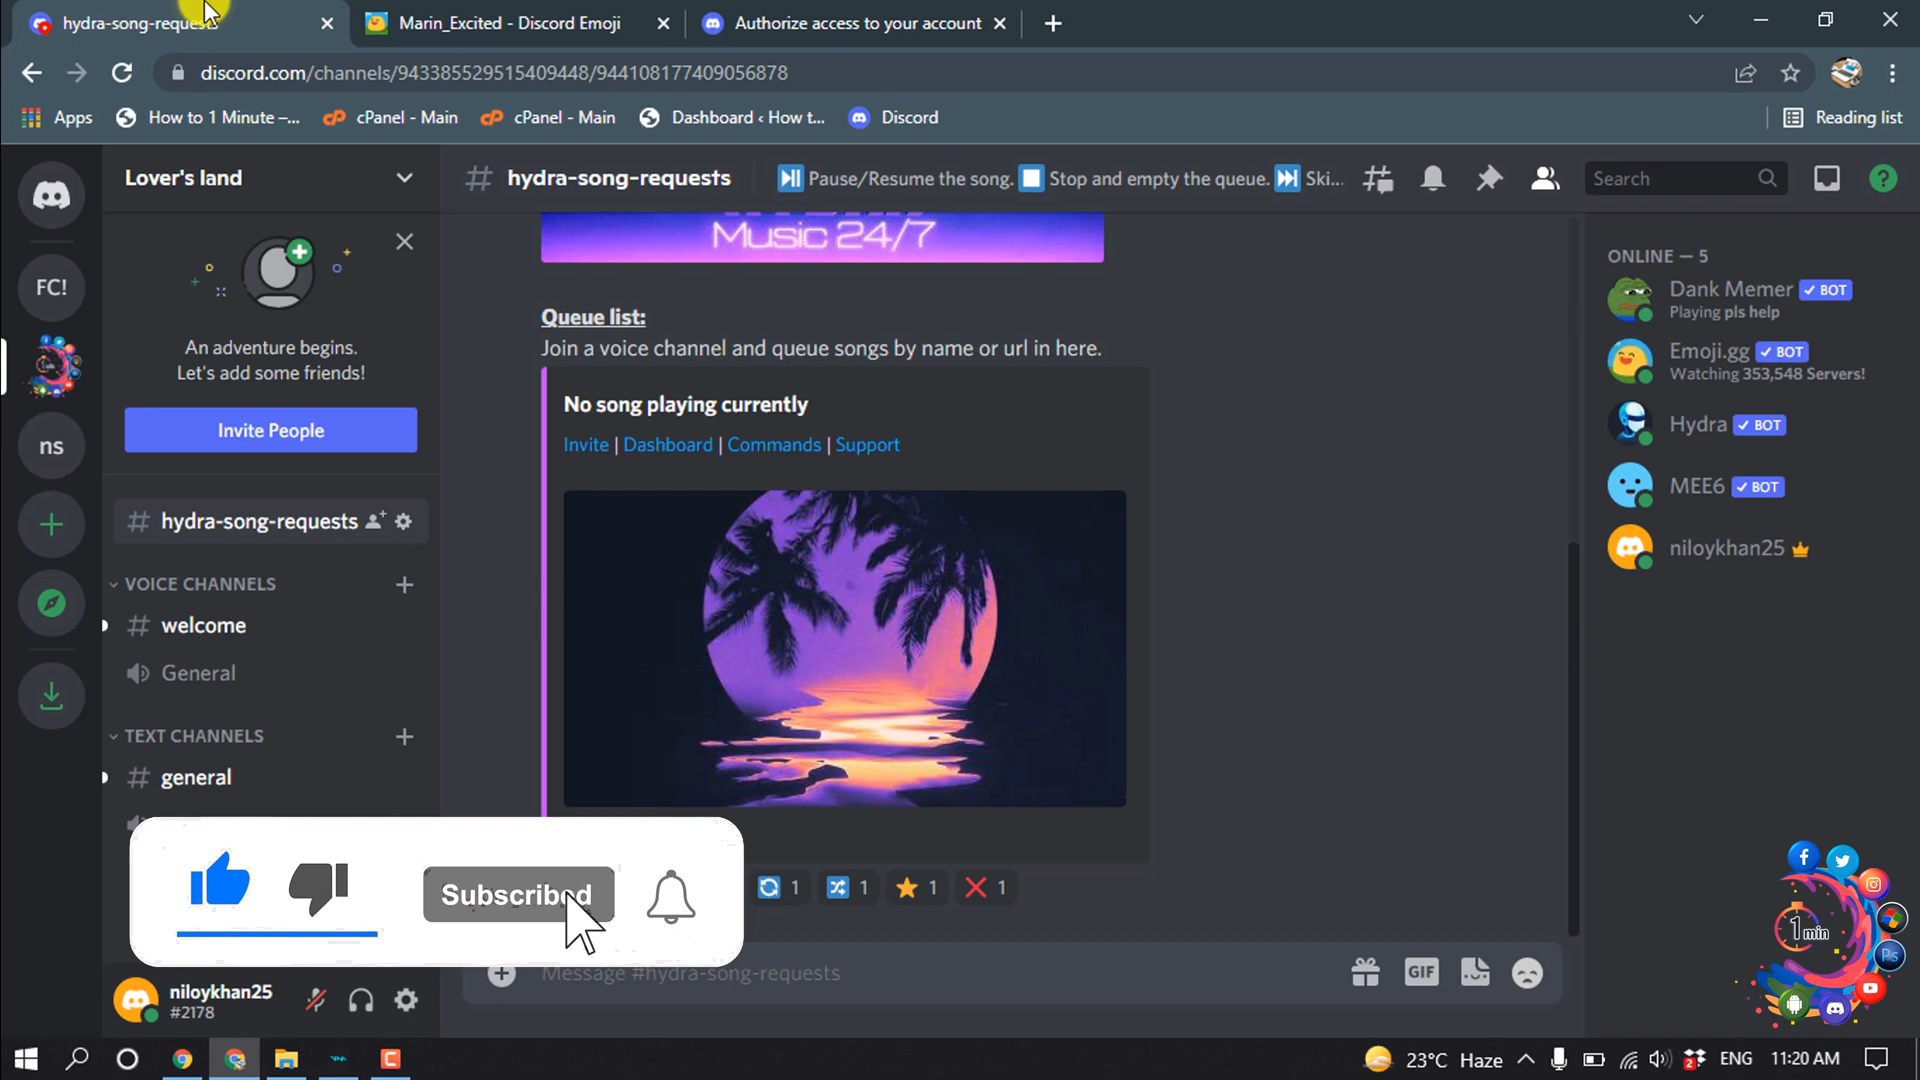 hydra-song-requests
Marin_Excited - Discord Emoji
Authorize access to your account
discord.com/channels/943385529515409448/944108177409056878
Apps
How to 1 Minute –...
cPanel - Main
cPanel - Main
Dashboard ‹ How t...
Discord
Reading list
Lover's land
hydra-song-requests
Pause/Resume the song.
Stop and empty the queue.
Ski...
Search
Music 24/7
FC!
An adventure begins.
Let's add some friends!
Invite People
ns
hydra-song-requests
VOICE CHANNELS
welcome
General
TEXT CHANNELS
general
Queue list:
Join a voice channel and queue songs by name or url in here.
No song playing currently
Invite | Dashboard | Commands | Support
1
1
1
1
Subscribed
Message #hydra-song-requests
GIF
ONLINE — 5
Dank Memer BOT
Playing pls help
Emoji.gg BOT
Watching 353,548 Servers!
Hydra BOT
MEE6 BOT
niloykhan25
1 min
Ps
niloykhan25
#2178
23°C Haze
2
ENG
11:20 AM